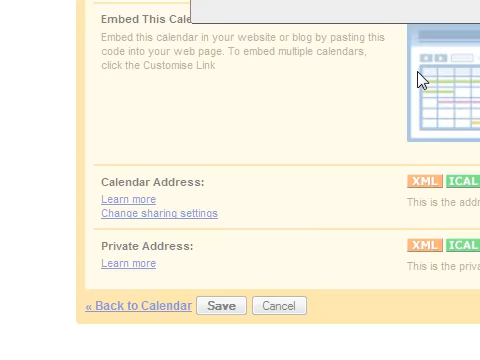 Embed This Cale
Embed this calendar in your website or blog by pasting this
code into your web page. To embed multiple calendars,
click the Customise Link
Calendar Address:
XML ICAL
Learn more
This is the addr
Change sharing settings
Private Address:
XML ICAL
Learn more
This is the priva
« Back to Calendar Save Cancel